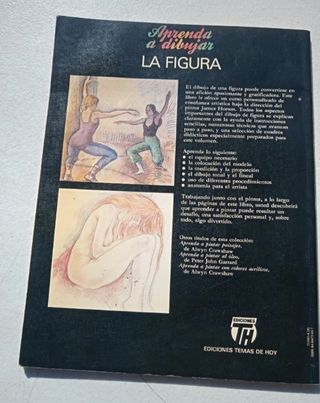 Aprenda
a dibujar
LA FIGURA
El dibujo de una figura puede convertirse en
una afición apasionante y gratificadora. Este
libro le ofrece un curso personalizado de
enseñanza artística bajo la dirección del
pintor James Horton. Todos los aspectos
importantes del dibujo de figura se explican
claramente con la ayuda de instrucciones
sencillas, numerosas técnicas que avanzan
paso a paso, y una selección de cuadros
didácticos especialmente preparados para
este volumen.
Aprenda lo siguiente:
• el equipo necesario
• la colocación del modelo
• la medición y la proporción
• el dibujo tonal y el lineal
• uso de diferentes procedimientos
• anatomía para el artista
Trabajando junto con el pintor, a lo largo
de las páginas de este libro, usted descubrirá
que aprender a pintar puede resultar un
desafío, una satisfacción personal y, sobre
todo, algo divertido.
Otros títulos de esta colección:
Aprenda a pintar paisajes,
de Alwyn Crawshaw
Aprenda a pintar al óleo,
de Peter John Garrard
Aprenda a pintar con colores acrílicos,
de Alwyn Crawshaw
EDICIONES
TH
EDICIONES TEMAS DE HOY